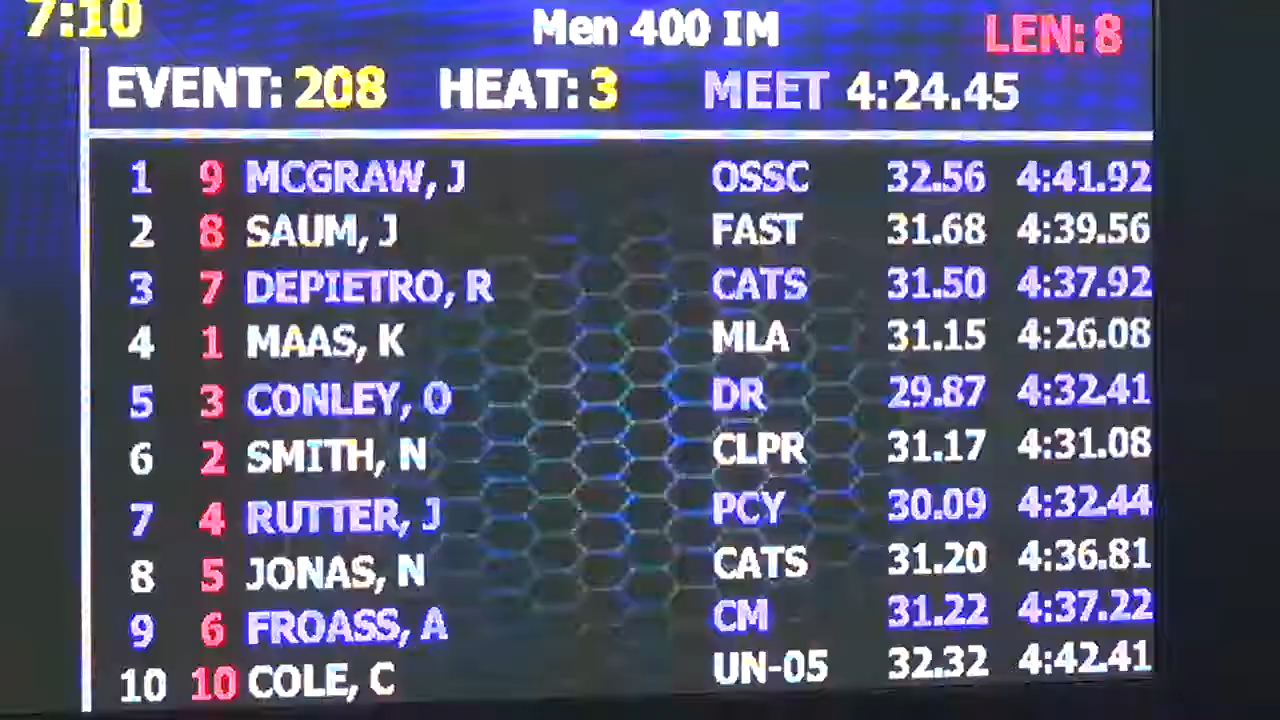 7:10 Men 400 IM LEN: 8
EVENT: 208 HEAT: 3 MEET 4:24.45
1 9 MCGRAW, J OSSC 32.56 4:41.92
2 8 SAUM, J FAST 31.68 4:39.56
3 7 DEPIETRO, R CATS 31.50 4:37.92
4 1 MAAS, K MLA 31.15 4:26.08
5 3 CONLEY, O DR 29.87 4:32.41
6 2 SMITH, N CLPR 31.17 4:31.08
7 4 RUTTER, J PCY 30.09 4:32.44
8 5 JONAS, N CATS 31.20 4:36.81
9 6 FROASS, A CM 31.22 4:37.22
10 10 COLE, C UN-05 32.32 4:42.41